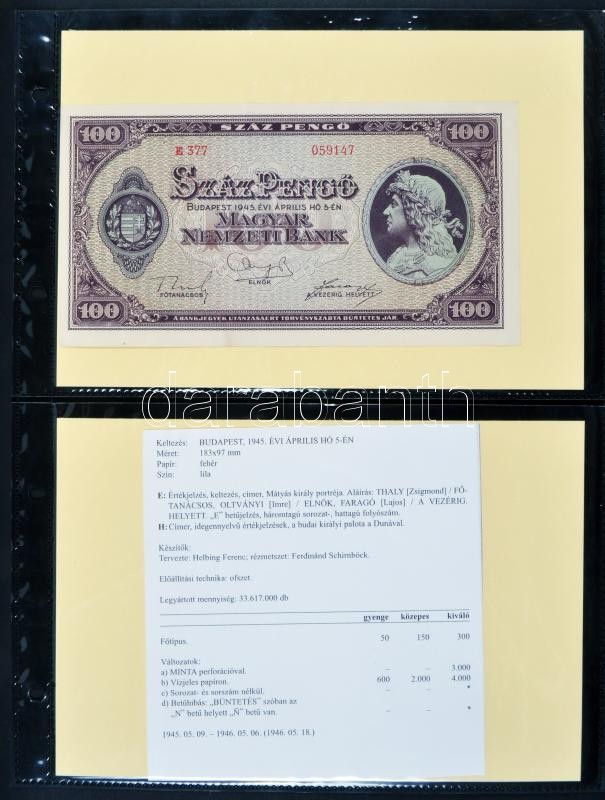 100 SZÁZ PENGŐ 100
E 377 059147
SZÁZ PENGŐ
BUDAPEST 1945. ÉVI ÁPRILIS HÓ 5-ÉN
MAGYAR
NEMZETI BANK
FŐTANÁCSOS ELNÖK A VEZÉRIG. HELYETT
100 100
A BANKJEGYEK UTÁNZÁSÁÉRT TÖRVÉNYSZABTA BÜNTETÉS JÁR.
darabanth
Keltezés: BUDAPEST, 1945. ÉVI ÁPRILIS HÓ 5-ÉN
Méret: 183x97 mm
Papír: fehér
Szín: lila
E: Értékjelzés, keltezés, címer, Mátyás király portréja. Aláírás: THALY [Zsigmond] / FŐ-
TANÁCSOS, OLTVÁNYI [Imre] / ELNÖK, FARAGÓ [Lajos] / A VEZÉRIG.
HELYETT. „E" betűjelzés, háromtagú sorozat-, hattagú folyószám.
H: Címer, idegennyelvű értékjelzések, a budai királyi palota a Dunával.
Készítők:
Tervezte: Helbing Ferenc; rézmetszet: Ferdinánd Schirnböck.
Előállítási technika: ofszet.
Legyártott mennyiség: 33.617.000 db
gyenge közepes kiváló
Főtípus. 50 150 300
Változatok:
a) MINTA perforációval. – – 3.000
b) Vízjeles papíron. 600 2.000 4.000
c) Sorozat- és sorszám nélkül. – – *
d) Betűhibás: „BÜNTETÉS" szóban az
„N" betű helyett „Ñ" betű van. – – *
1945. 05. 09. – 1946. 05. 06. (1946. 05. 18.)